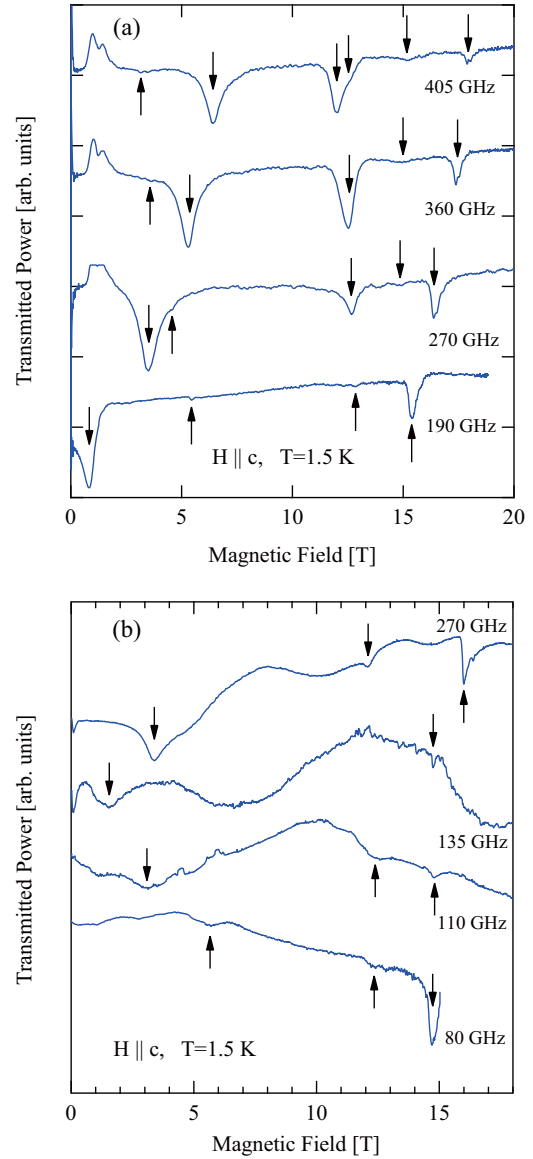 (a)
405 GHz
360 GHz
270 GHz
190 GHz
H || c, T=1.5 K
Transmitted Power [arb. units]
0 5 10 15 20
Magnetic Field [T]
(b)
270 GHz
135 GHz
110 GHz
80 GHz
H || c, T=1.5 K
Transmitted Power [arb. units]
0 5 10 15
Magnetic Field [T]